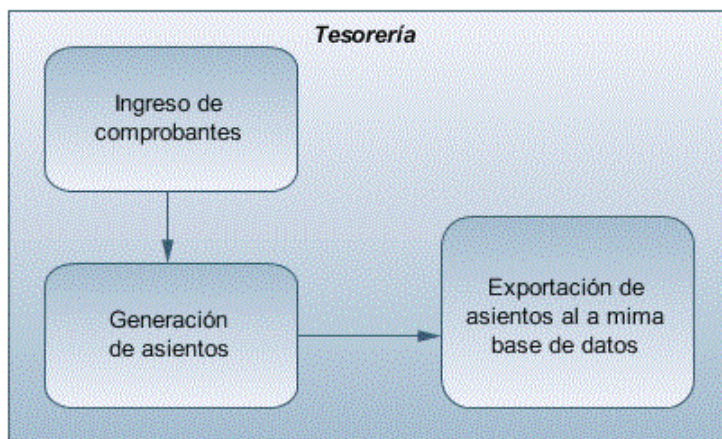 Tesorería
Ingreso de
comprobantes
Generación
de asientos
Exportación de
asientos al a mima
base de datos